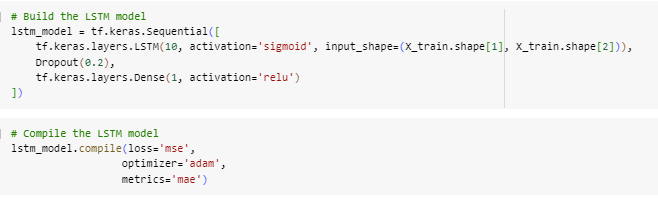 # Build the LSTM model
lstm_model = tf.keras.Sequential([
    tf.keras.layers.LSTM(10, activation='sigmoid', input_shape=(X_train.shape[1], X_train.shape[2])),
    Dropout(0.2),
    tf.keras.layers.Dense(1, activation='relu')
])
# Compile the LSTM model
lstm_model.compile(loss='mse',
                   optimizer='adam',
                   metrics='mae')